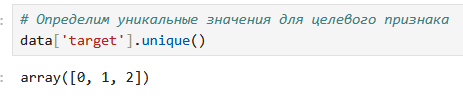 # Определим уникальные значения для целевого признака
data['target'].unique()
array([0, 1, 2])